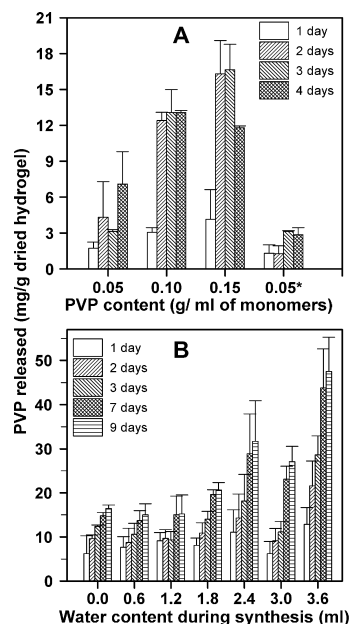 A
1 day
2 days
3 days
4 days
21
18
15
12
9
6
3
0
0.05 0.10 0.15 0.05*
PVP content (g/ ml of monomers)
PVP released (mg/g dried hydrogel)
B
1 day
2 days
3 days
7 days
9 days
50
40
30
20
10
0
0.0 0.6 1.2 1.8 2.4 3.0 3.6
Water content during synthesis (ml)